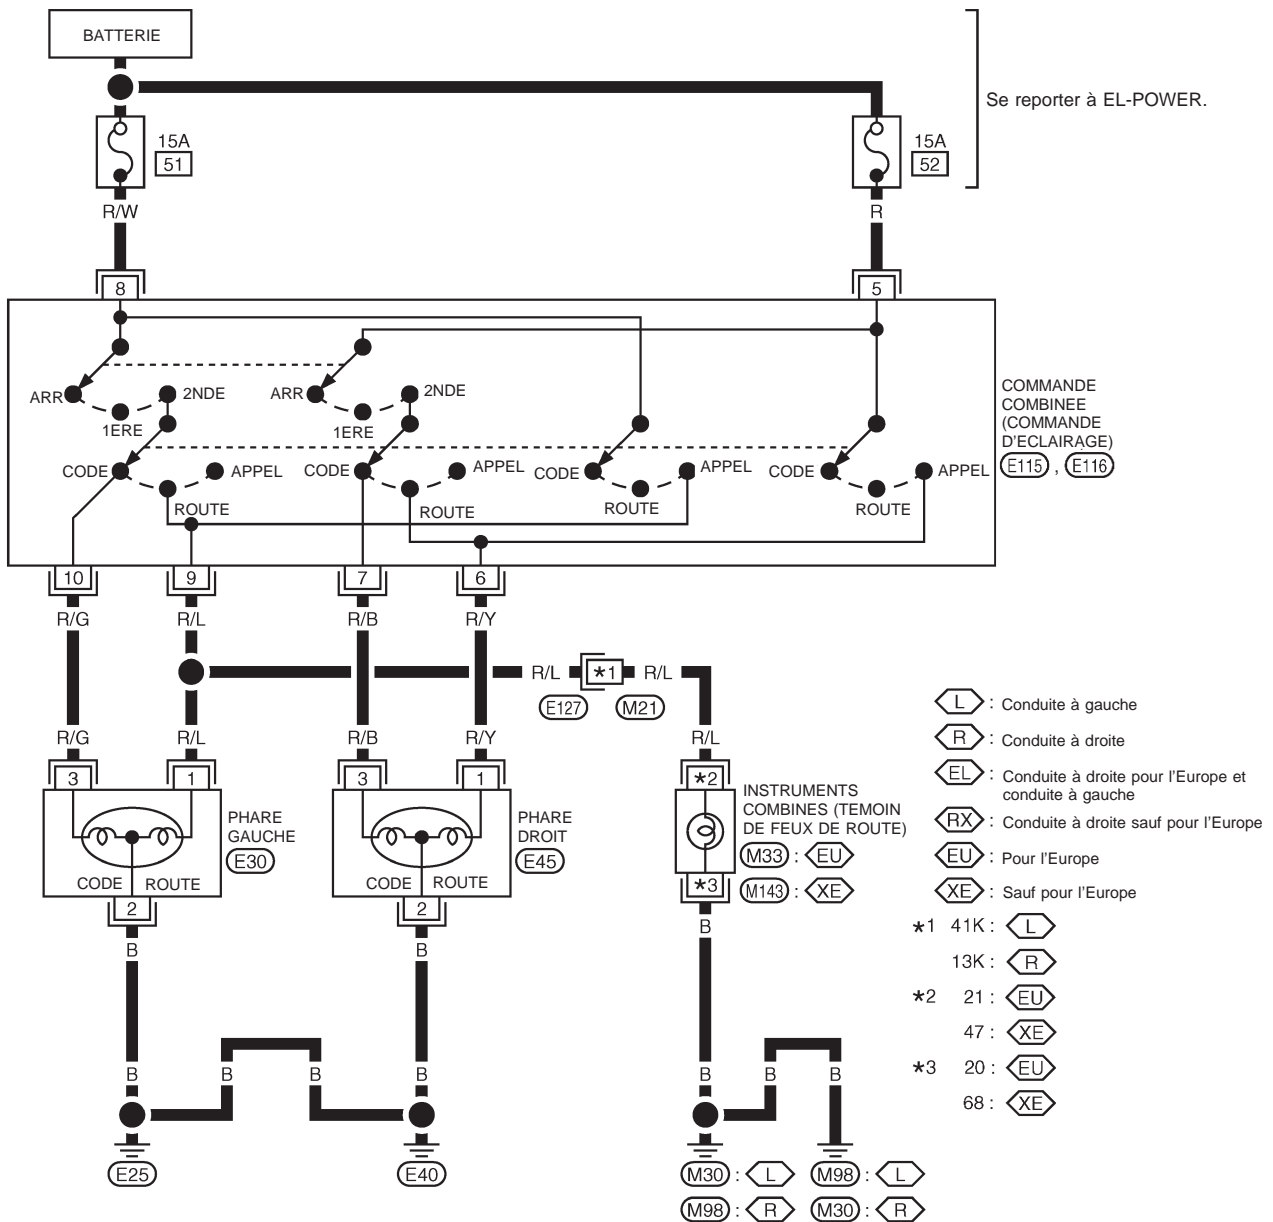 BATTERIE
Se reporter à EL-POWER.
15A
51
15A
52
R/W
R
8
5
ARR
2NDE
1ERE
ARR
2NDE
1ERE
CODE
APPEL
ROUTE
CODE
APPEL
ROUTE
CODE
APPEL
ROUTE
CODE
APPEL
ROUTE
COMMANDE
COMBINEE
(COMMANDE
D'ECLAIRAGE)
E115 , E116
10
9
7
6
R/G
R/L
R/B
R/Y
R/L
*1
R/L
E127
M21
R/G
R/L
R/B
R/Y
R/L
3
1
3
1
*2
PHARE
GAUCHE
E30
CODE
ROUTE
2
PHARE
DROIT
E45
CODE
ROUTE
2
INSTRUMENTS
COMBINES (TEMOIN
DE FEUX DE ROUTE)
M33 : EU
M143 : XE
*3
B
B
B
B
B
B
B
B
B
B
E25
E40
M30 : L
M98 : L
M98 : R
M30 : R
L : Conduite à gauche
R : Conduite à droite
EL : Conduite à droite pour l'Europe et
conduite à gauche
RX : Conduite à droite sauf pour l'Europe
EU : Pour l'Europe
XE : Sauf pour l'Europe
*1 41K : L
13K : R
*2 21 : EU
47 : XE
*3 20 : EU
68 : XE